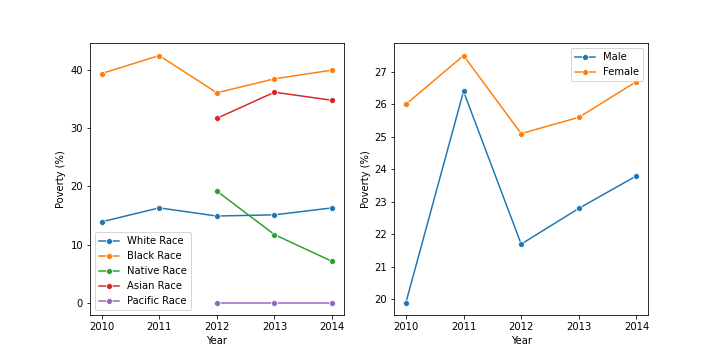 40
30
20
10
0
Poverty (%)
White Race
Black Race
Native Race
Asian Race
Pacific Race
2010 2011 2012 2013 2014
Year
27
26
25
24
23
22
21
20
Poverty (%)
Male
Female
2010 2011 2012 2013 2014
Year